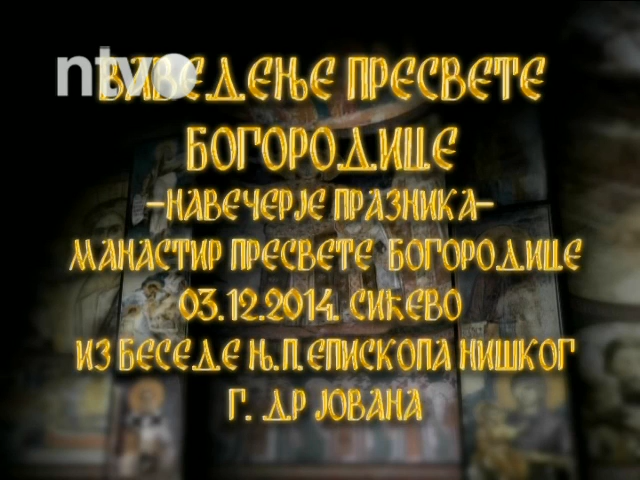 ntv
ВАВЕДЕЊЕ ПРЕСВЕТЕ
БОГОРОДИЦЕ
-НАВЕЧЕРЈЕ ПРАЗНИКА-
МАНАСТИР ПРЕСВЕТЕ БОГОРОДИЦЕ
03.12.2014. СИЋЕВО
ИЗ БЕСЕДЕ Њ.П.ЕПИСКОПА НИШКОГ
Г. ДР ЈОВАНА